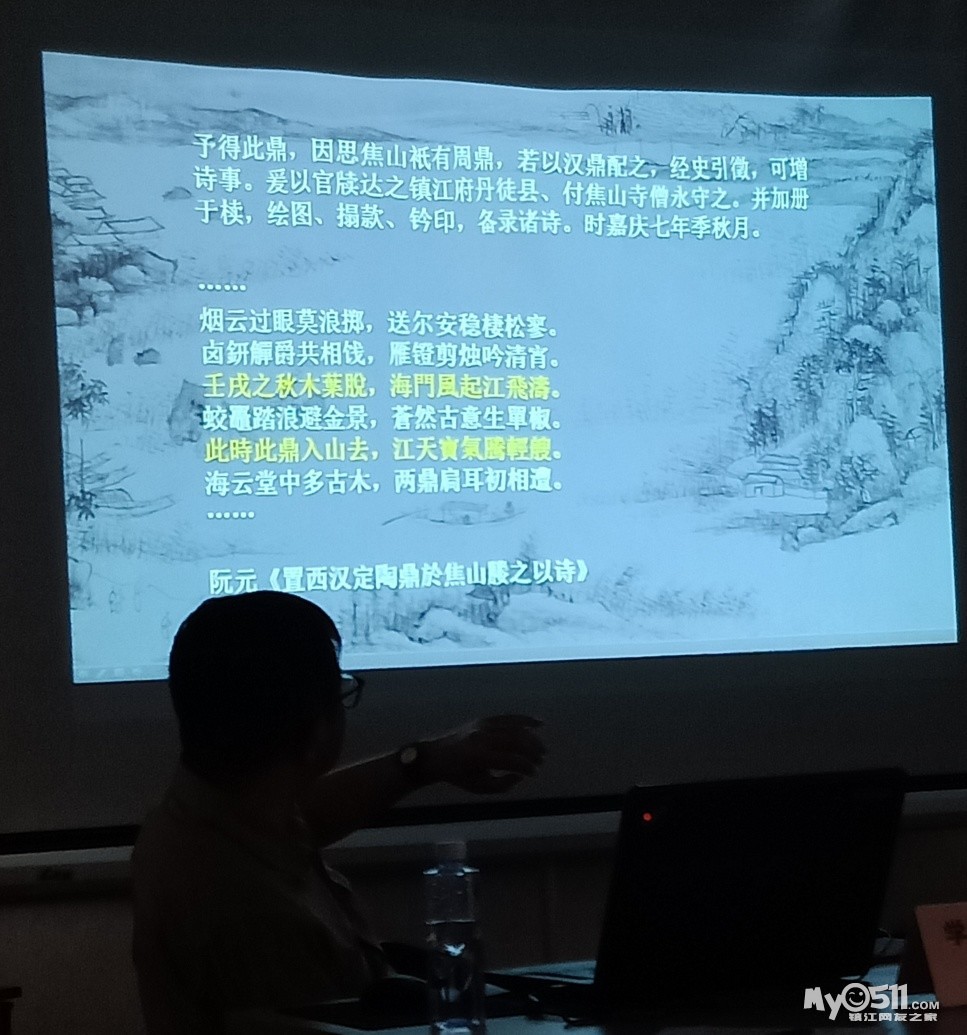 予得此鼎，因思焦山祇有周鼎，若以汉鼎配之，经史引徵，可增
诗事。爰以官牍达之镇江府丹徒县、付焦山寺僧永守之。并加册
于椟，绘图、搨款、钤印，备录诸诗。时嘉庆七年季秋月。
……
烟云过眼莫浪掷，送尔安稳棲松寥。
卤鈃觶爵共相饯，雁镫剪烛吟清宵。
壬戌之秋木葉脫，海門風起江飛濤。
蛟鼉踏浪避金景，蒼然古意生單椒。
此時此鼎入山去，江天寶氣騰輕艘。
海云堂中多古木，两鼎肩耳初相遭。
……
阮元《置西汉定陶鼎於焦山媵之以诗》
学
MyO511.COM
镇江网友之家